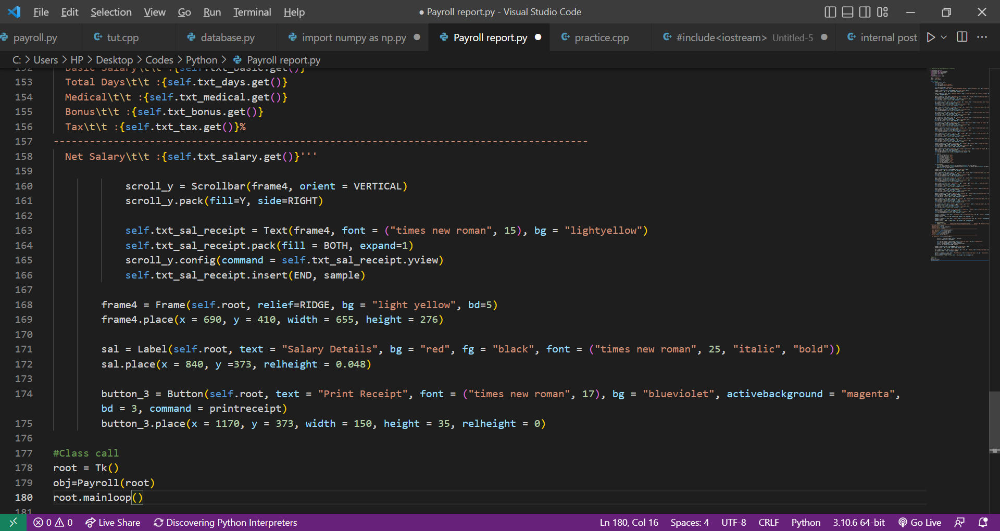 File Edit Selection View Go Run Terminal Help ● Payroll report.py - Visual Studio Code
payroll.py tut.cpp database.py import numpy as np.py ● Payroll report.py ● practice.cpp #include<iostream> Untitled-5 ● internal post ...
C: > Users > HP > Desktop > Codes > Python > Payroll report.py
152 Basic Salary\t\t :{self.txt_basic.get()}
153 Total Days\t\t :{self.txt_days.get()}
154 Medical\t\t :{self.txt_medical.get()}
155 Bonus\t\t :{self.txt_bonus.get()}
156 Tax\t\t :{self.txt_tax.get()}%
157 -----------------------------------------------------------------------------------------
158 Net Salary\t\t :{self.txt_salary.get()}'''
159
160 scroll_y = Scrollbar(frame4, orient = VERTICAL)
161 scroll_y.pack(fill=Y, side=RIGHT)
162
163 self.txt_sal_receipt = Text(frame4, font = ("times new roman", 15), bg = "lightyellow")
164 self.txt_sal_receipt.pack(fill = BOTH, expand=1)
165 scroll_y.config(command = self.txt_sal_receipt.yview)
166 self.txt_sal_receipt.insert(END, sample)
167
168 frame4 = Frame(self.root, relief=RIDGE, bg = "light yellow", bd=5)
169 frame4.place(x = 690, y = 410, width = 655, height = 276)
170
171 sal = Label(self.root, text = "Salary Details", bg = "red", fg = "black", font = ("times new roman", 25, "italic", "bold"))
172 sal.place(x = 840, y =373, relheight = 0.048)
173
174 button_3 = Button(self.root, text = "Print Receipt", font = ("times new roman", 17), bg = "blueviolet", activebackground = "magenta",
bd = 3, command = printreceipt)
175 button_3.place(x = 1170, y = 373, width = 150, height = 35, relheight = 0)
176
177 #Class call
178 root = Tk()
179 obj=Payroll(root)
180 root.mainloop()
181
0 0 Live Share Discovering Python Interpreters Ln 180, Col 16 Spaces: 4 UTF-8 CRLF Python 3.10.6 64-bit Go Live